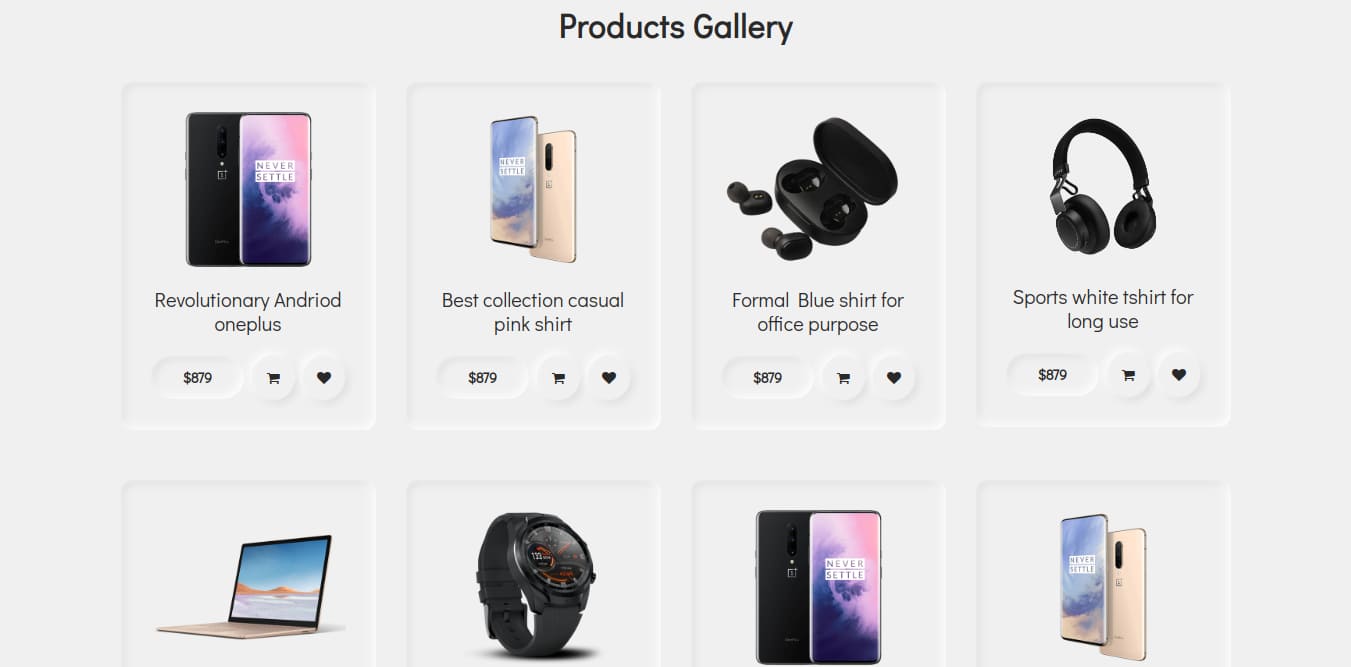 Products Gallery
NEVER
SETTLE
NEVER
SETTLE
Revolutionary Andriod
oneplus
Best collection casual
pink shirt
Formal Blue shirt for
office purpose
Sports white tshirt for
long use
$879
$879
$879
$879
NEVER
SETTLE
NEVER
SETTLE